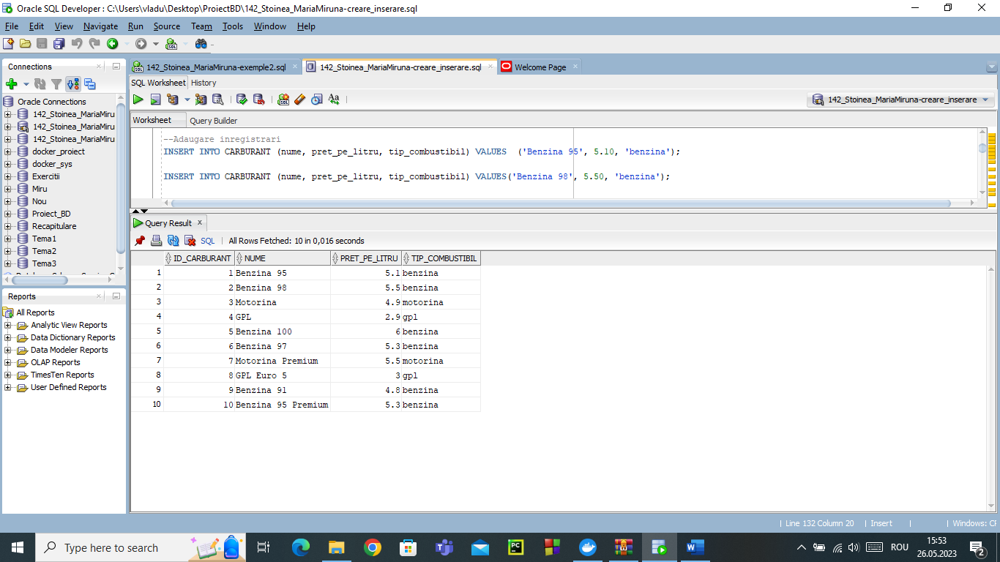 Oracle SQL Developer : C:\Users\vladu\Desktop\ProiectBD\142_Stoinea_MariaMiruna-creare_inserare.sql
File Edit View Navigate Run Source Team Tools Window Help
Connections
Oracle Connections
142_Stoinea_MariaMiru
142_Stoinea_MariaMiru
142_Stoinea_MariaMiru
docker_proiect
docker_sys
Exercitii
Miru
Nou
Proiect_BD
Recapitulare
Tema1
Tema2
Tema3
Reports
All Reports
Analytic View Reports
Data Dictionary Reports
Data Modeler Reports
OLAP Reports
TimesTen Reports
User Defined Reports
142_Stoinea_MariaMiruna-exemple2.sql 142_Stoinea_MariaMiruna-creare_inserare.sql Welcome Page
SQL Worksheet History
Aa 142_Stoinea_MariaMiruna-creare_inserare
Worksheet Query Builder
--Adaugare inregistrari
INSERT INTO CARBURANT (nume, pret_pe_litru, tip_combustibil) VALUES ('Benzina 95', 5.10, 'benzina');
INSERT INTO CARBURANT (nume, pret_pe_litru, tip_combustibil) VALUES('Benzina 98', 5.50, 'benzina');
Query Result x
SQL | All Rows Fetched: 10 in 0,016 seconds
ID_CARBURANT NUME PRET_PE_LITRU TIP_COMBUSTIBIL
1 1 Benzina 95 5.1 benzina
2 2 Benzina 98 5.5 benzina
3 3 Motorina 4.9 motorina
4 4 GPL 2.9 gpl
5 5 Benzina 100 6 benzina
6 6 Benzina 97 5.3 benzina
7 7 Motorina Premium 5.5 motorina
8 8 GPL Euro 5 3 gpl
9 9 Benzina 91 4.8 benzina
10 10 Benzina 95 Premium 5.3 benzina
| Line 132 Column 20 | Insert | | Windows: CF
Type here to search
PC
W
ROU
15:53
26.05.2023
2